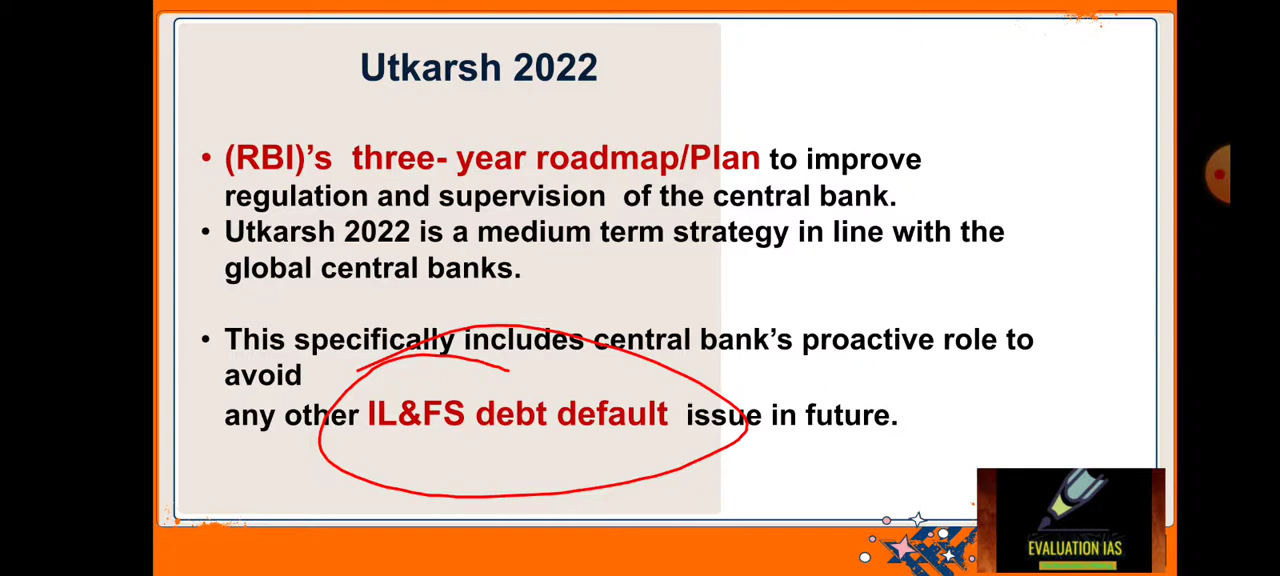 Utkarsh 2022
• (RBI)’s three- year roadmap/Plan to improve
regulation and supervision of the central bank.
• Utkarsh 2022 is a medium term strategy in line with the
global central banks.
• This specifically includes central bank’s proactive role to
avoid
any other IL&FS debt default issue in future.
EVALUATION IAS